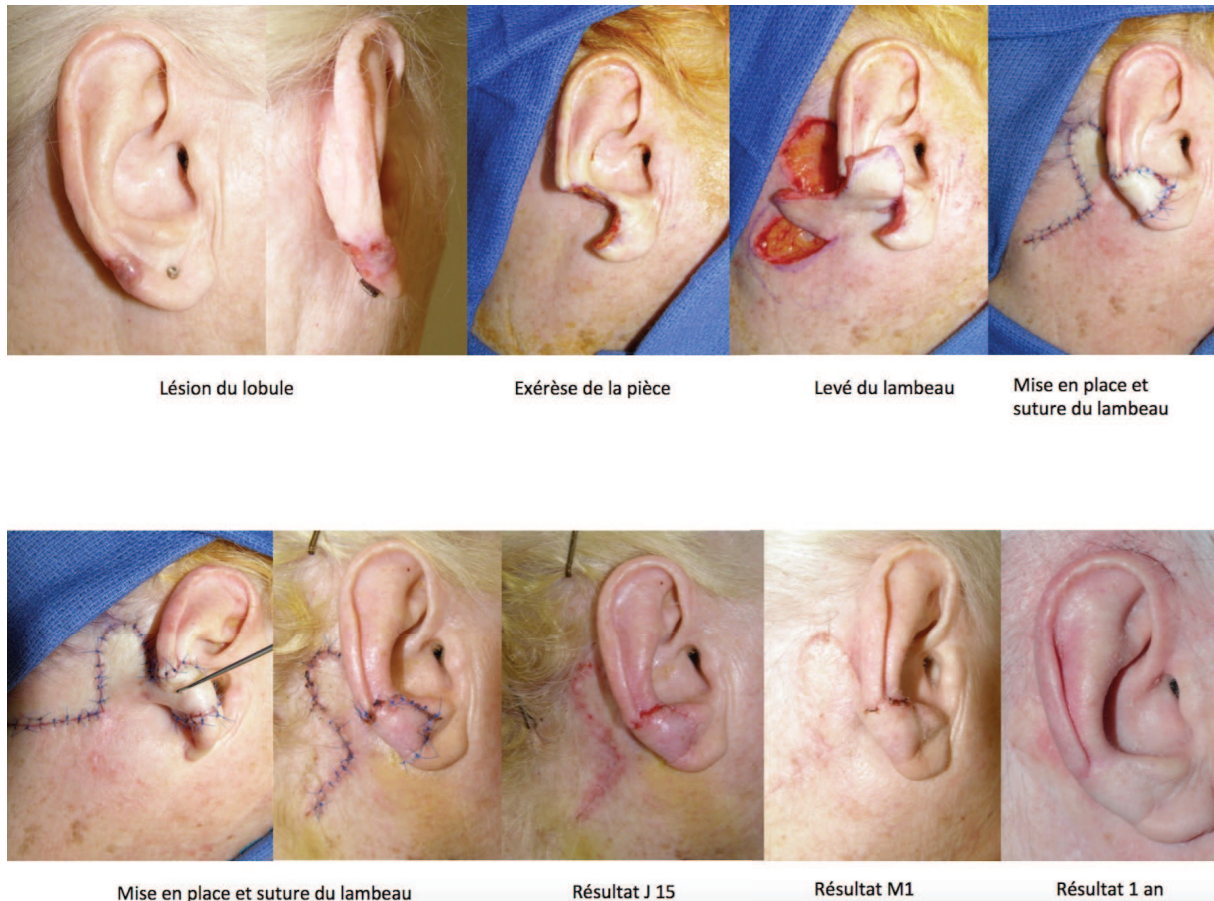 Lésion du lobule
Exérèse de la pièce
Levé du lambeau
Mise en place et
suture du lambeau
Mise en place et suture du lambeau
Résultat J 15
Résultat M1
Résultat 1 an